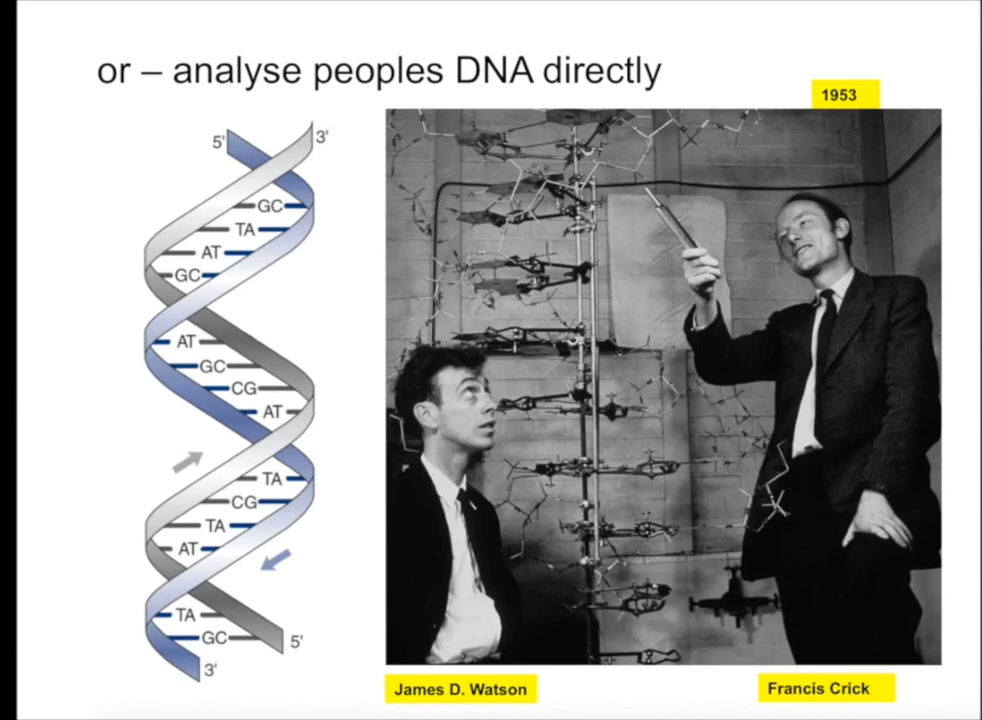 or – analyse peoples DNA directly
1953
5'
3'
GC
TA
AT
GC
AT
GC
CG
AT
TA
CG
TA
AT
TA
GC
5'
3'
James D. Watson
Francis Crick